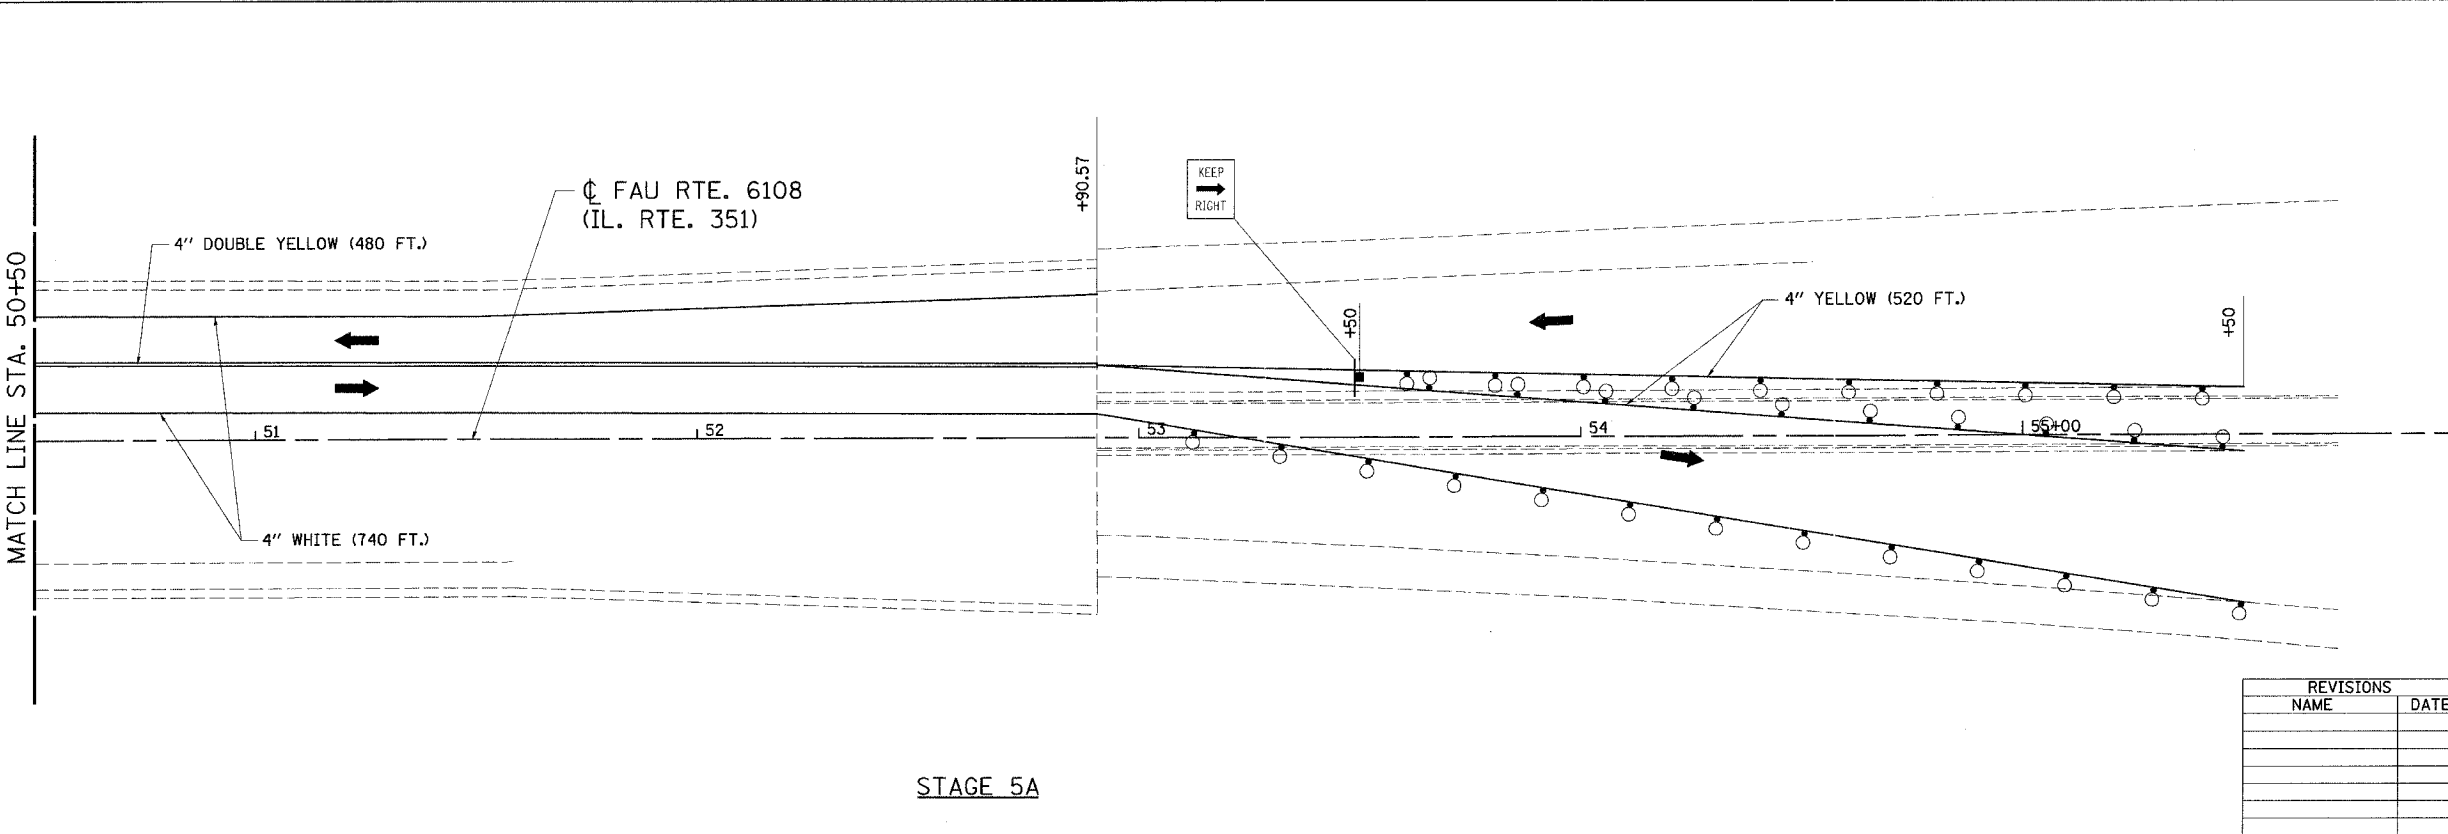 MATCH LINE STA. 50+50
4" DOUBLE YELLOW (480 FT.)
℄ FAU RTE. 6108
(IL. RTE. 351)
+90.57
KEEP
RIGHT
+50
4" YELLOW (520 FT.)
+50
51
52
53
54
55+00
4" WHITE (740 FT.)
STAGE 5A
REVISIONS
NAME DATE